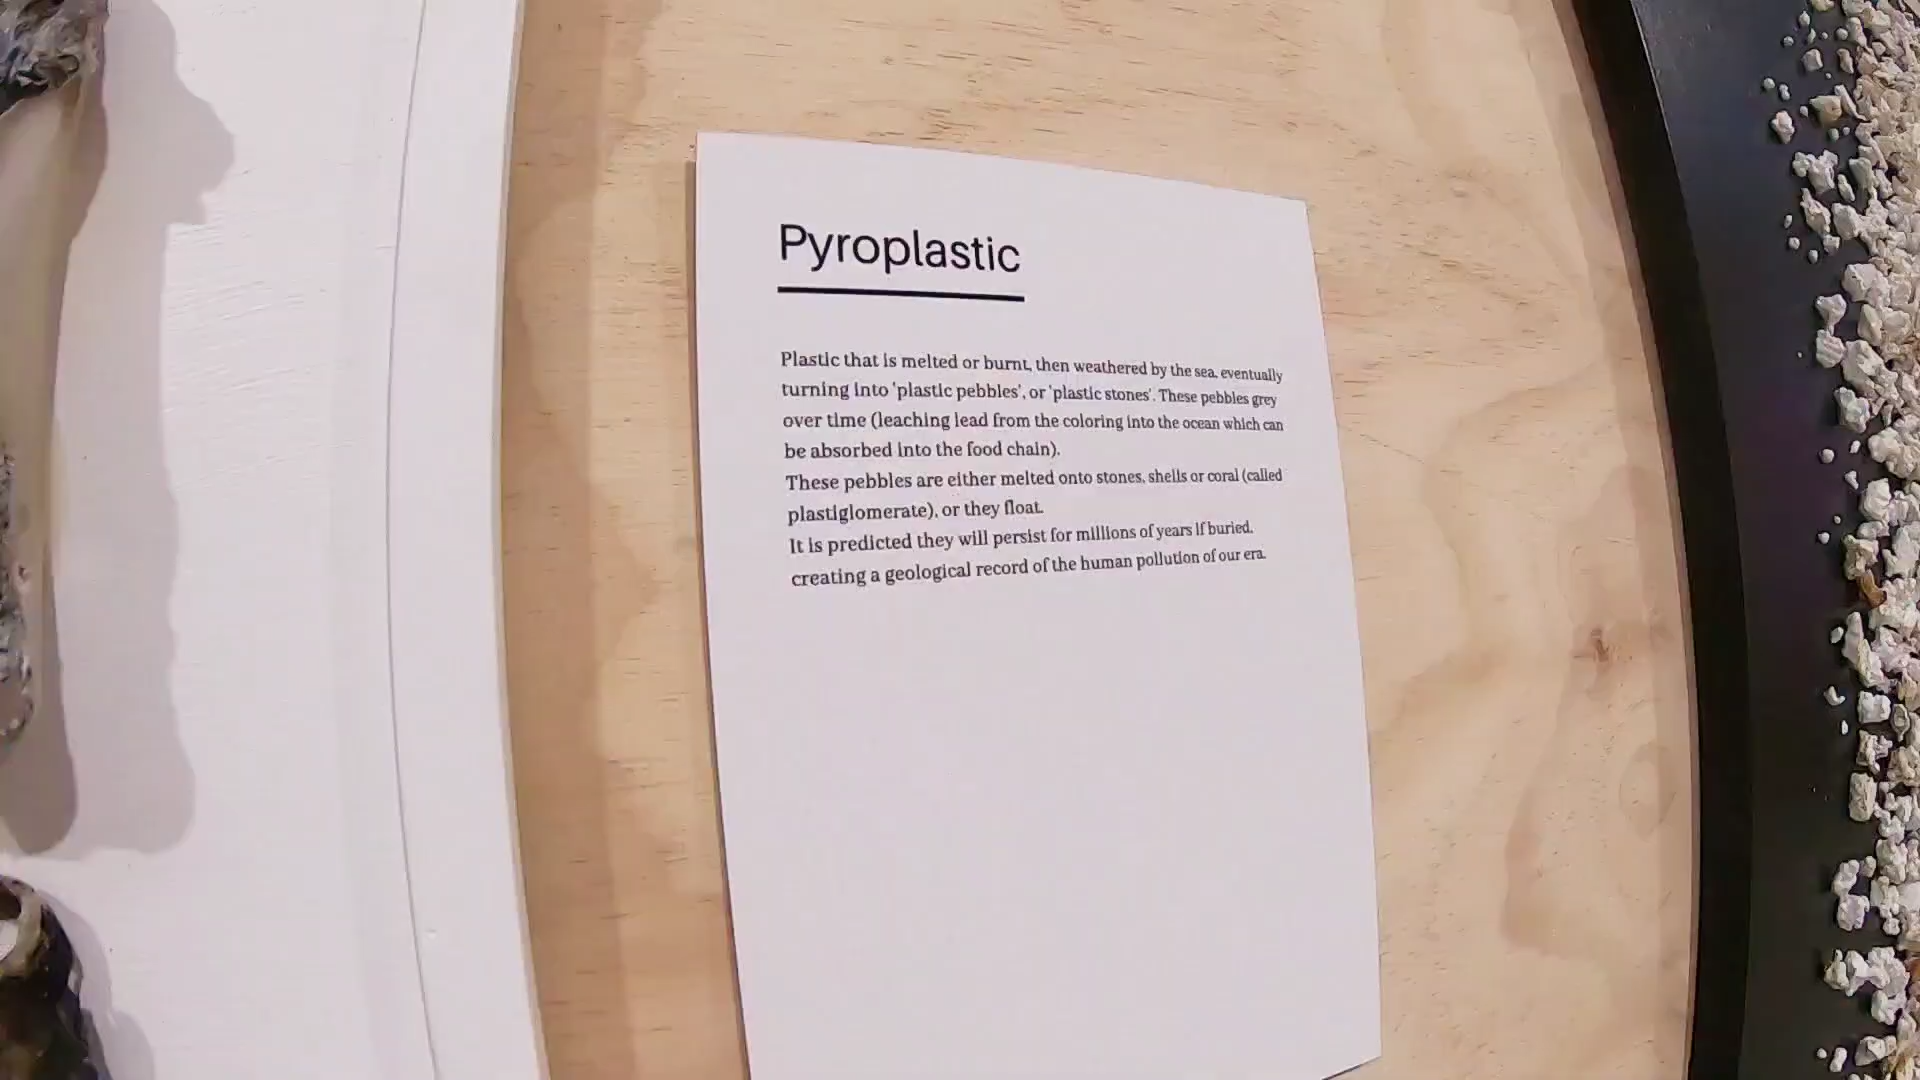 Pyroplastic
Plastic that is melted or burnt, then weathered by the sea, eventually
turning into 'plastic pebbles', or 'plastic stones'. These pebbles grey
over time (leaching lead from the coloring into the ocean which can
be absorbed into the food chain).
These pebbles are either melted onto stones, shells or coral (called
plastiglomerate), or they float.
It is predicted they will persist for millions of years if buried,
creating a geological record of the human pollution of our era.